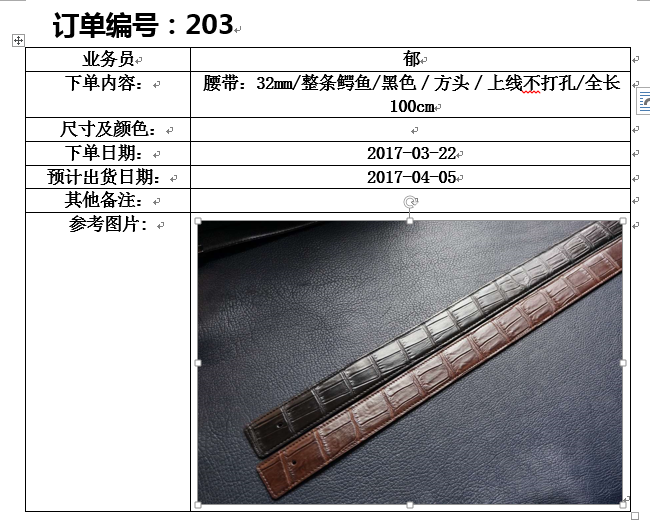 订单编号：203
业务员 郁
下单内容： 腰带：32mm/整条鳄鱼/黑色 / 方头 / 上线不打孔/全长
100cm
尺寸及颜色：
下单日期： 2017-03-22
预计出货日期： 2017-04-05
其他备注：
参考图片：